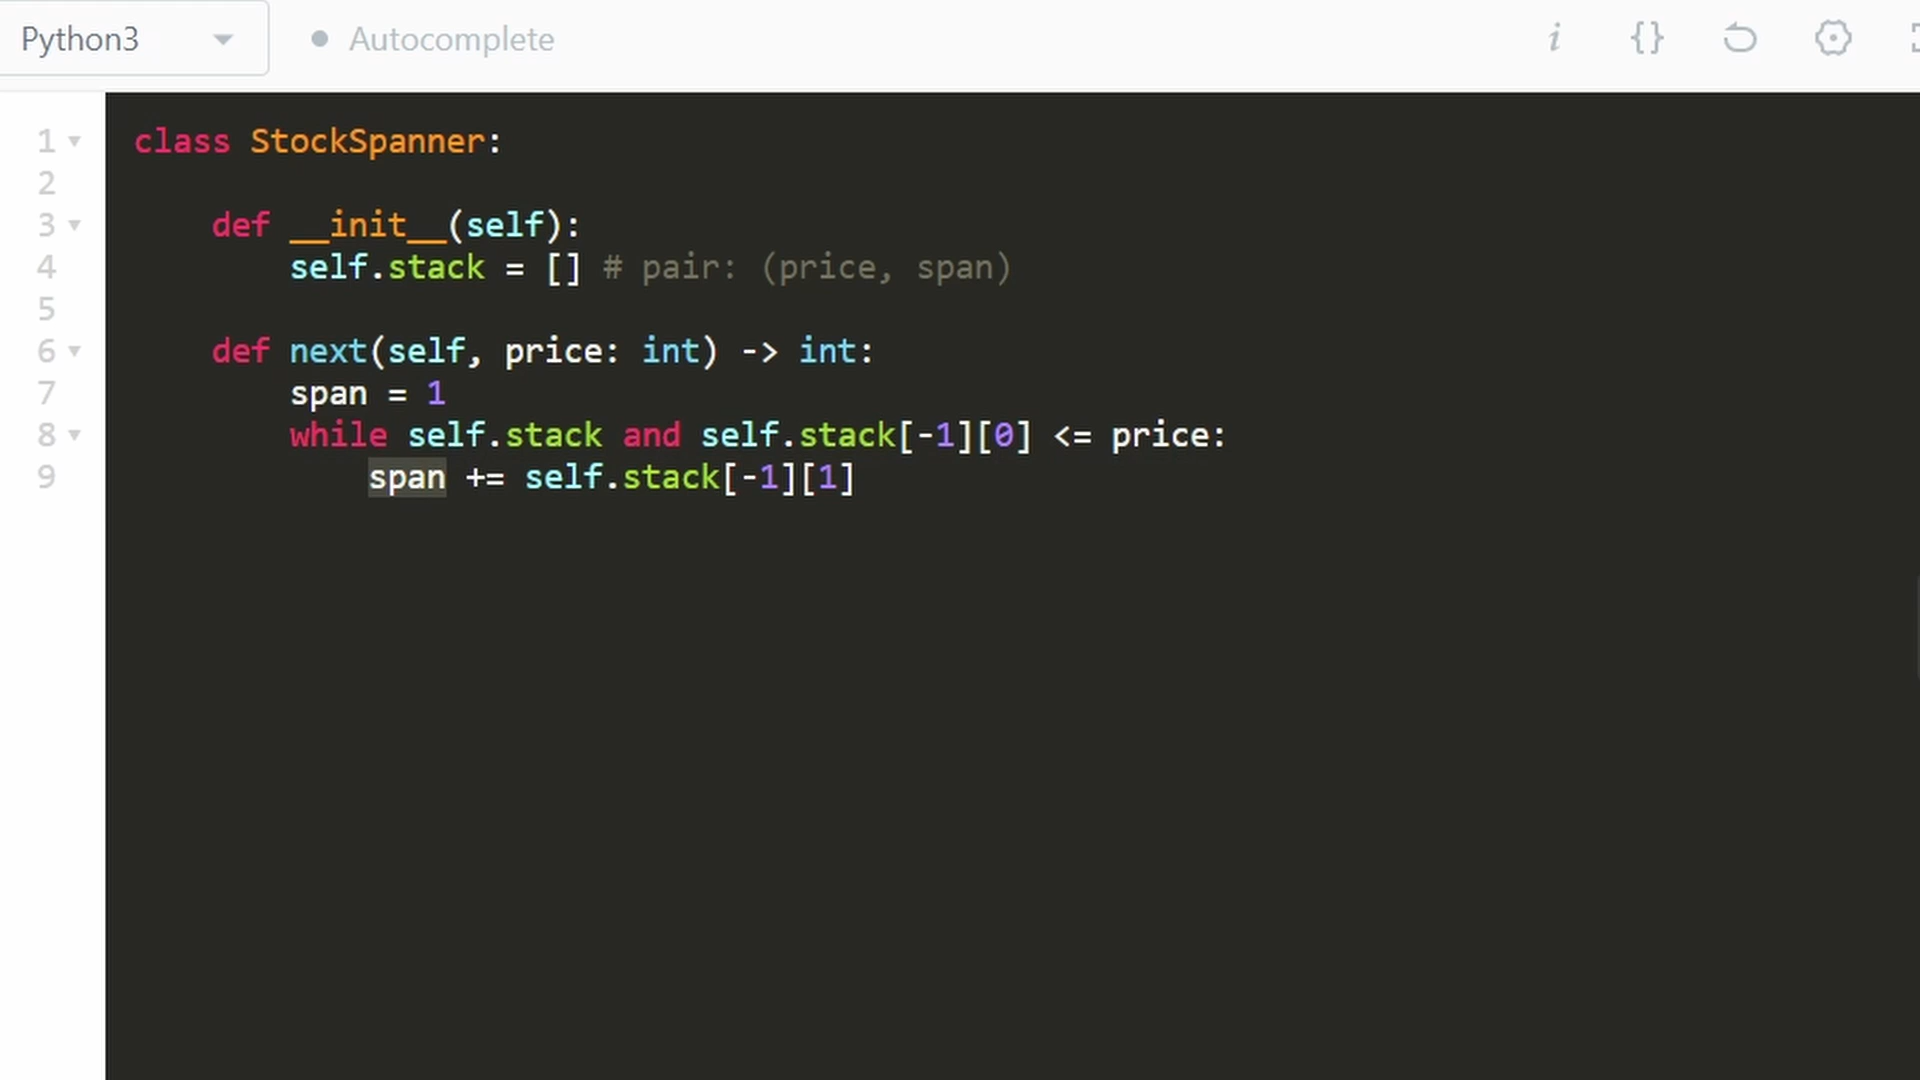 Python3 Autocomplete i {}
1 class StockSpanner:
2
3 def __init__(self):
4 self.stack = [] # pair: (price, span)
5
6 def next(self, price: int) -> int:
7 span = 1
8 while self.stack and self.stack[-1][0] <= price:
9 span += self.stack[-1][1]